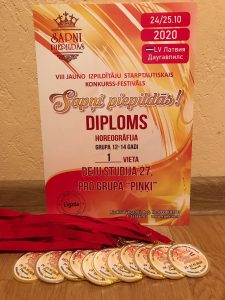 SAPŅI
PIEPILDĀS
24/25.10
2020
LV Латвия
Даугавпилс
VIII JAUNO IZPILDĪTĀJU STARPTAUTISKAIS
KONKURSS-FESTIVĀLS
Sapņi piepildās!
DIPLOMS
HOREOGRĀFIJA
GRUPA 12-14 GADI
1 VIETA
DEJU STUDIJA 27,
PRO GRUPA "PINKI"